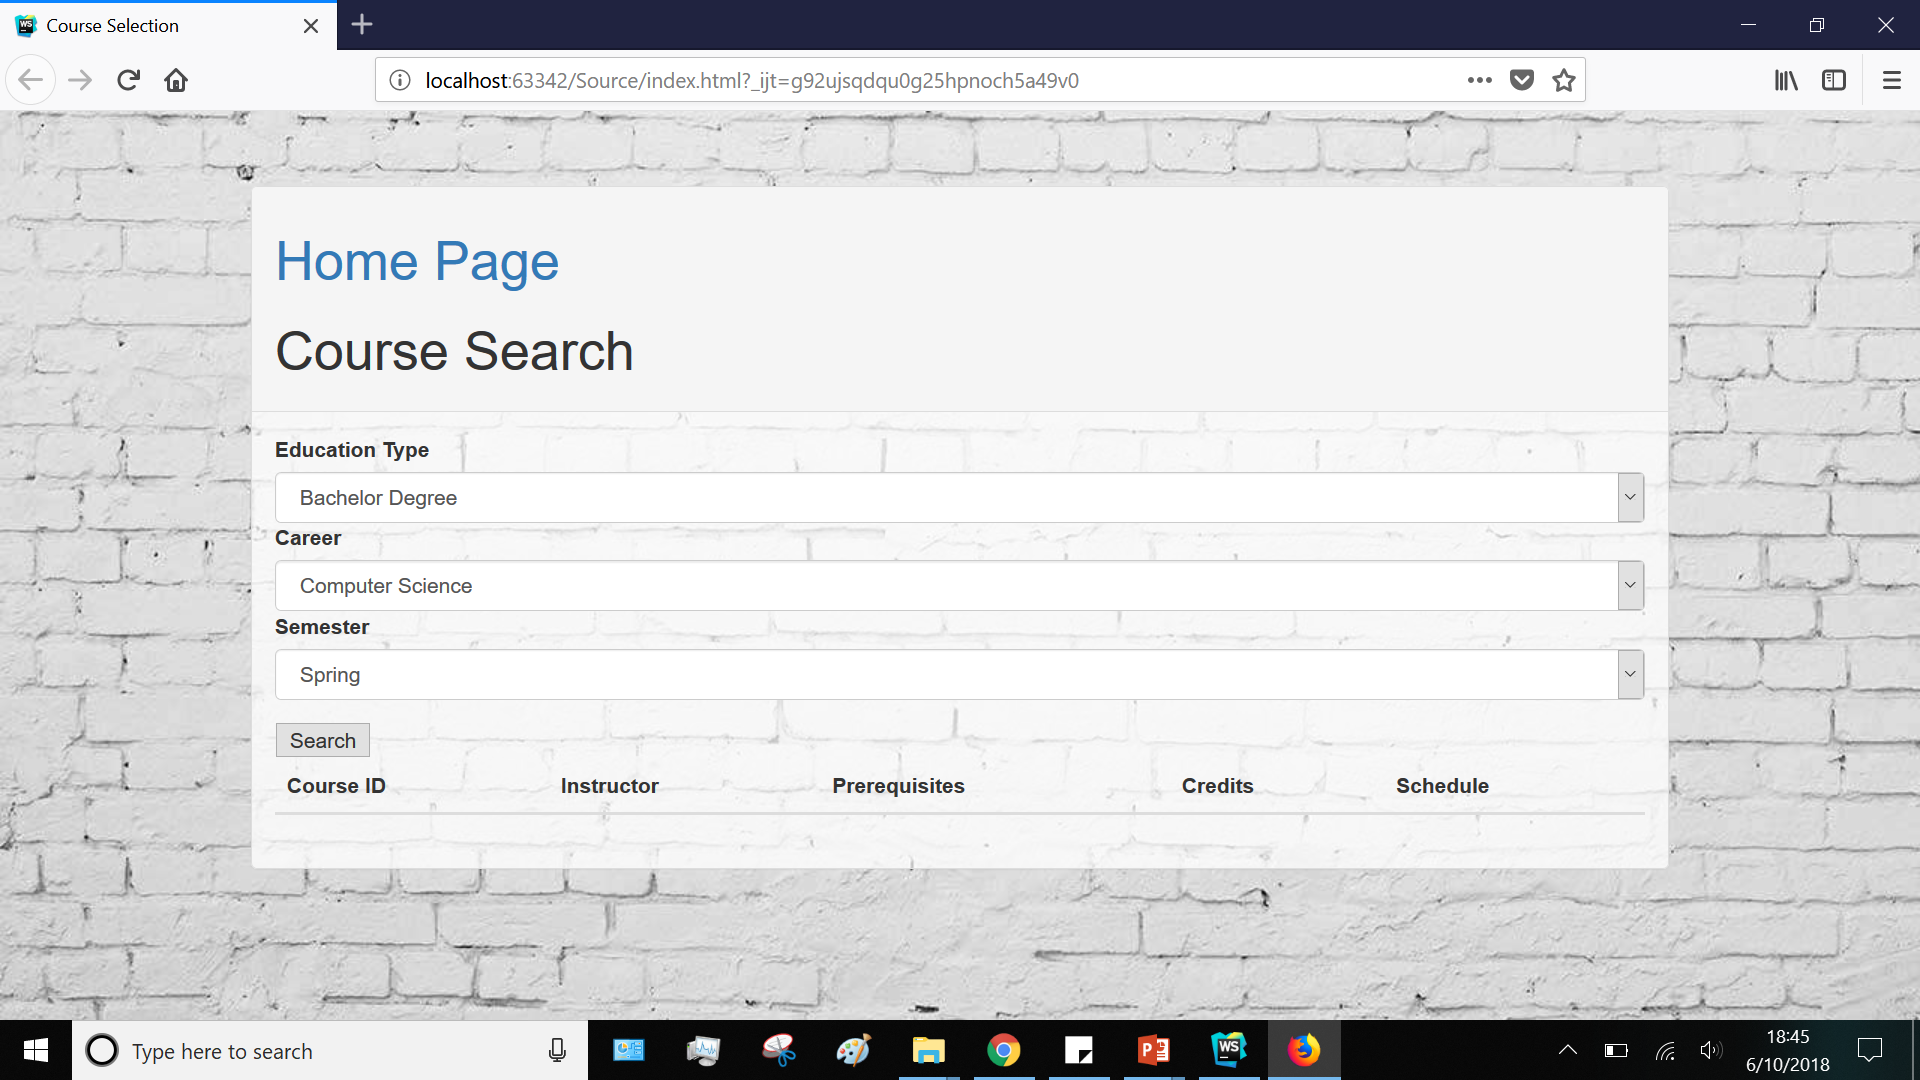 Course Selection
localhost:63342/Source/index.html?_ijt=g92ujsqdqu0g25hpnoch5a49v0
Home Page
Course Search
Education Type
Bachelor Degree
Career
Computer Science
Semester
Spring
Search
Course ID Instructor Prerequisites Credits Schedule
Type here to search
WS
18:45
6/10/2018